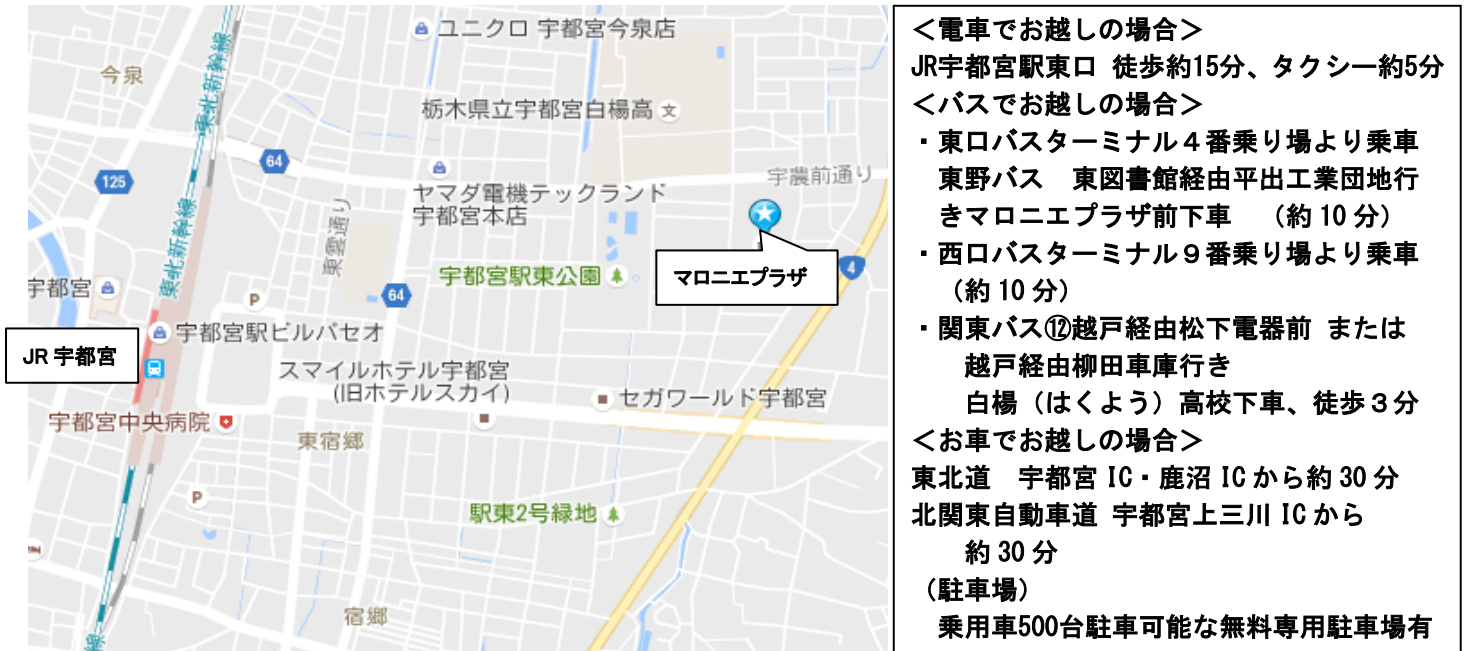 ユニクロ 宇都宮今泉店
今泉
東北新幹線
栃木県立宇都宮白楊高
文
64
125
宇農前通り
ヤマダ電機テックランド
宇都宮本店
東雲通り
東北新幹線
マロニエプラザ
4
宇都宮駅東公園
宇都宮
P
64
宇都宮駅ビルパセオ
JR 宇都宮
スマイルホテル宇都宮
(旧ホテルスカイ)
セガワールド宇都宮
宇都宮中央病院
東宿郷
P
駅東2号緑地
宿郷
線
＜電車でお越しの場合＞
JR宇都宮駅東口 徒歩約15分、タクシー約5分
＜バスでお越しの場合＞
・東口バスターミナル４番乗り場より乗車
東野バス　東図書館経由平出工業団地行
きマロニエプラザ前下車　（約 10 分）
・西口バスターミナル９番乗り場より乗車
（約 10 分）
・関東バス⑫越戸経由松下電器前 または
越戸経由柳田車庫行き
白楊（はくよう）高校下車、徒歩３分
＜お車でお越しの場合＞
東北道　宇都宮 IC・鹿沼 IC から約 30 分
北関東自動車道 宇都宮上三川 IC から
約 30 分
（駐車場）
乗用車500台駐車可能な無料専用駐車場有